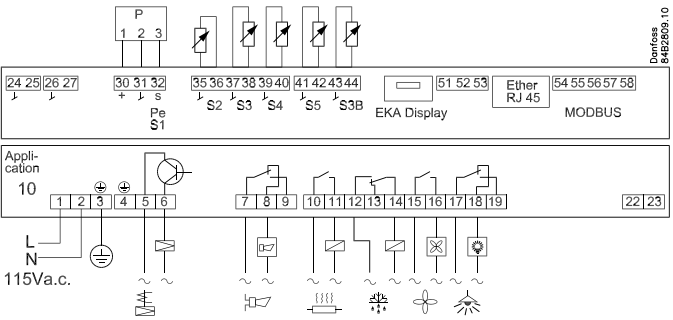 P
1 2 3
Danfoss
84B2809.10
24 25 26 27 30 31 32 35 36 37 38 39 40 41 42 43 44 51 52 53 54 55 56 57 58
+ s S2 S3 S4 S5 S3B
Pe
S1
EKA Display
Ether
RJ 45
MODBUS
Appli-
cation
10
1 2 3 4 5 6 7 8 9 10 11 12 13 14 15 16 17 18 19 22 23
L
N
115Va.c.